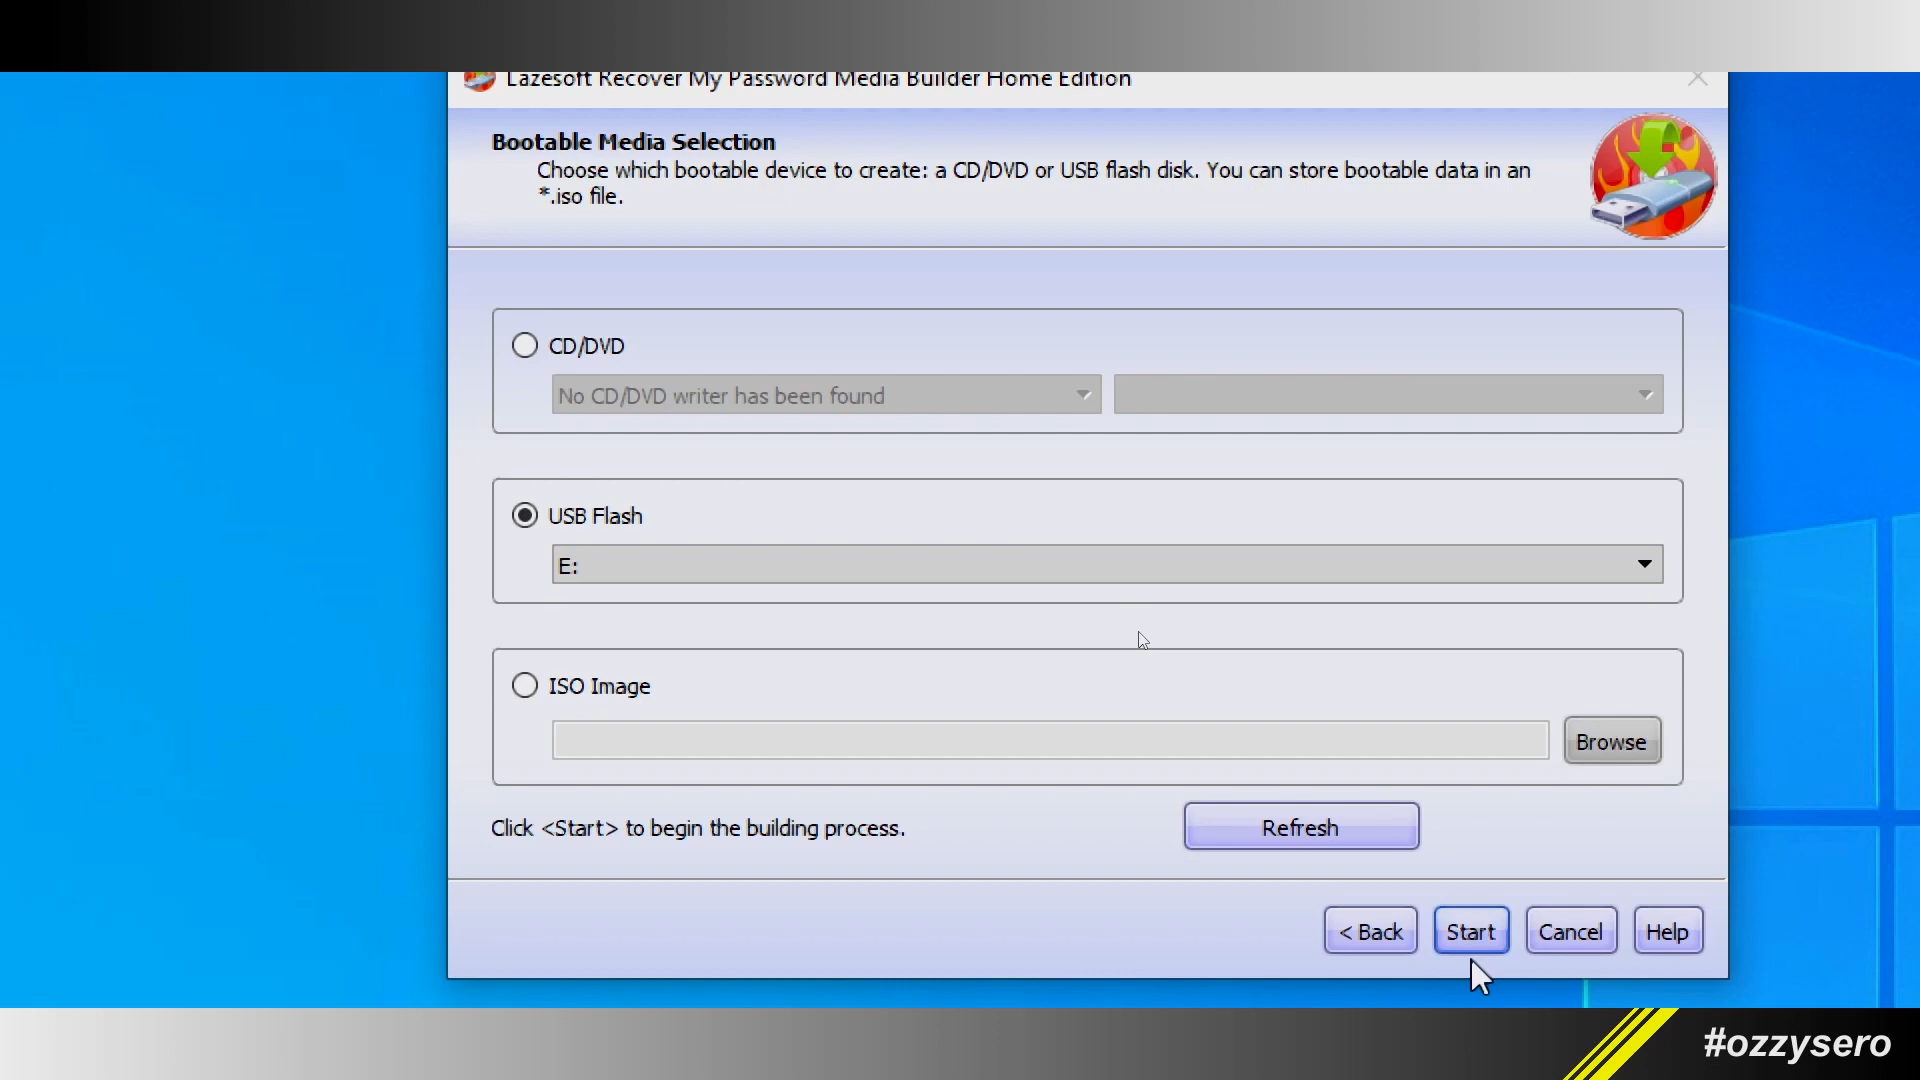 Lazesoft Recover My Password Media Builder Home Edition
Bootable Media Selection
Choose which bootable device to create: a CD/DVD or USB flash disk. You can store bootable data in an
*.iso file.
CD/DVD
No CD/DVD writer has been found
USB Flash
E:
ISO Image
Browse
Click <Start> to begin the building process.
Refresh
< Back
Start
Cancel
Help
#ozzysero